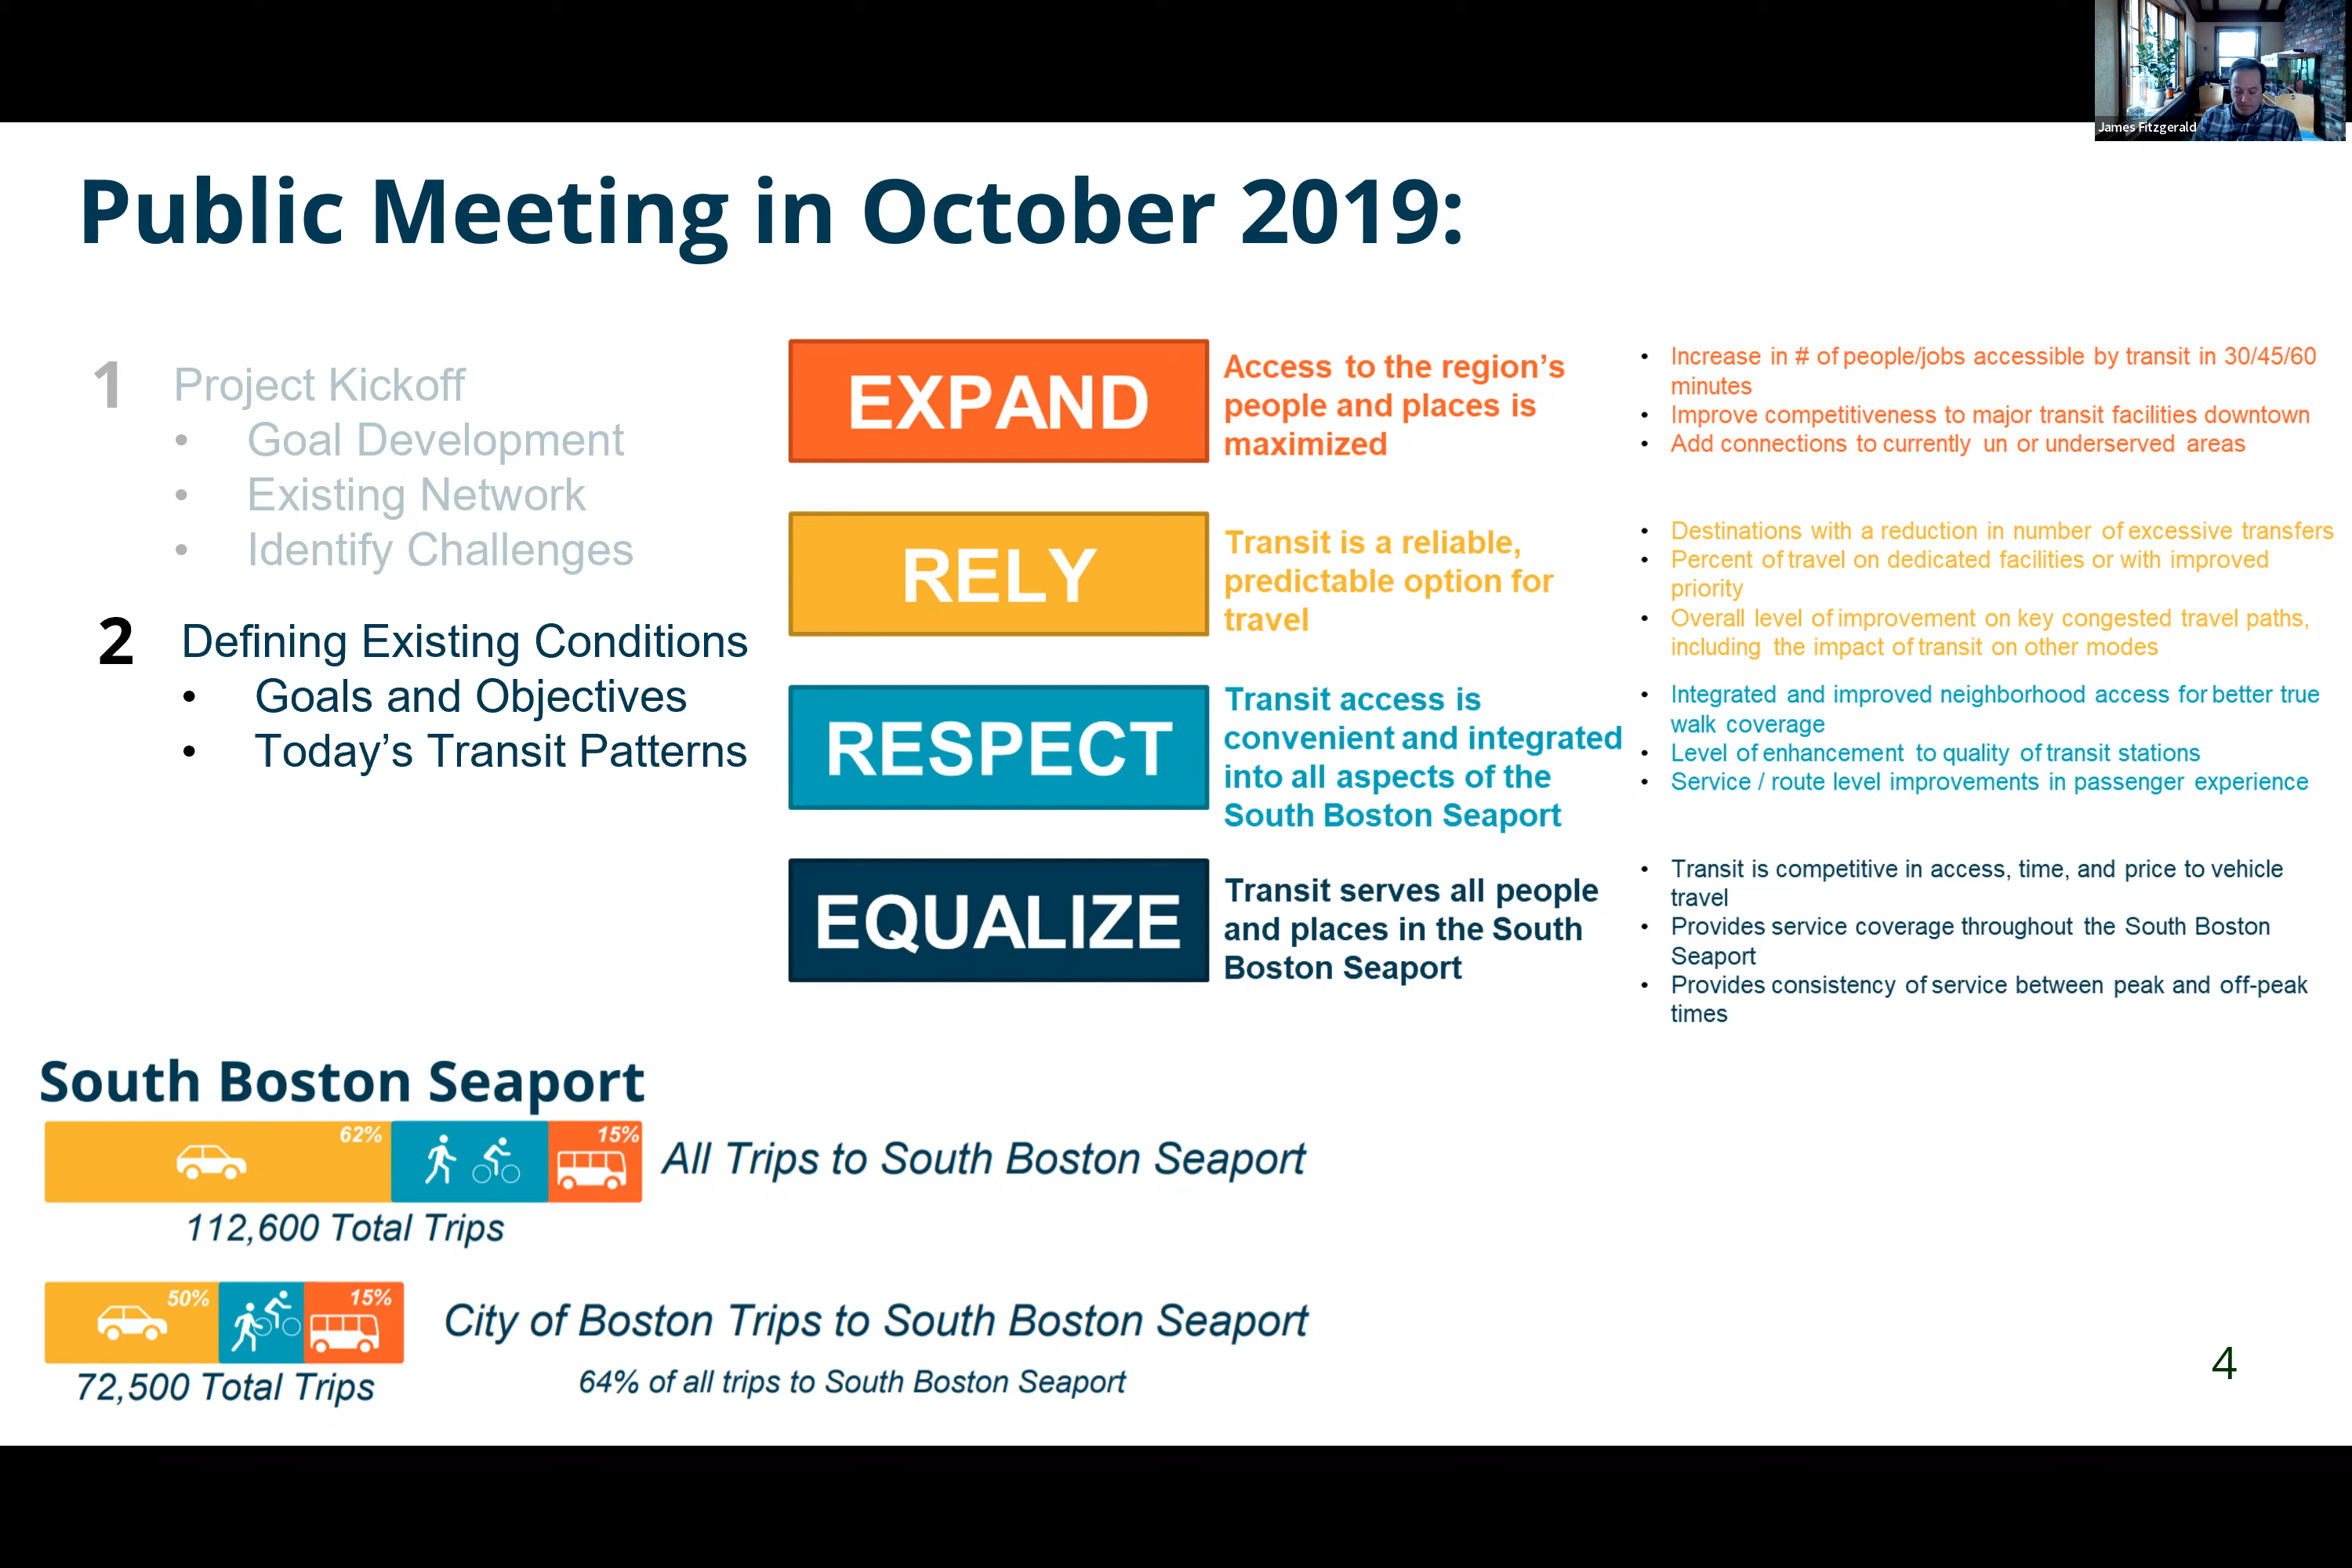 James Fitzgerald
Public Meeting in October 2019:
1 Project Kickoff
• Goal Development
• Existing Network
• Identify Challenges
2 Defining Existing Conditions
• Goals and Objectives
• Today’s Transit Patterns
EXPAND
Access to the region’s
people and places is
maximized
• Increase in # of people/jobs accessible by transit in 30/45/60
minutes
• Improve competitiveness to major transit facilities downtown
• Add connections to currently un or underserved areas
RELY
Transit is a reliable,
predictable option for
travel
• Destinations with a reduction in number of excessive transfers
• Percent of travel on dedicated facilities or with improved
priority
• Overall level of improvement on key congested travel paths,
including the impact of transit on other modes
RESPECT
Transit access is
convenient and integrated
into all aspects of the
South Boston Seaport
• Integrated and improved neighborhood access for better true
walk coverage
• Level of enhancement to quality of transit stations
• Service / route level improvements in passenger experience
EQUALIZE
Transit serves all people
and places in the South
Boston Seaport
• Transit is competitive in access, time, and price to vehicle
travel
• Provides service coverage throughout the South Boston
Seaport
• Provides consistency of service between peak and off-peak
times
South Boston Seaport
62% 15%
All Trips to South Boston Seaport
112,600 Total Trips
50% 15%
City of Boston Trips to South Boston Seaport
72,500 Total Trips
64% of all trips to South Boston Seaport
4